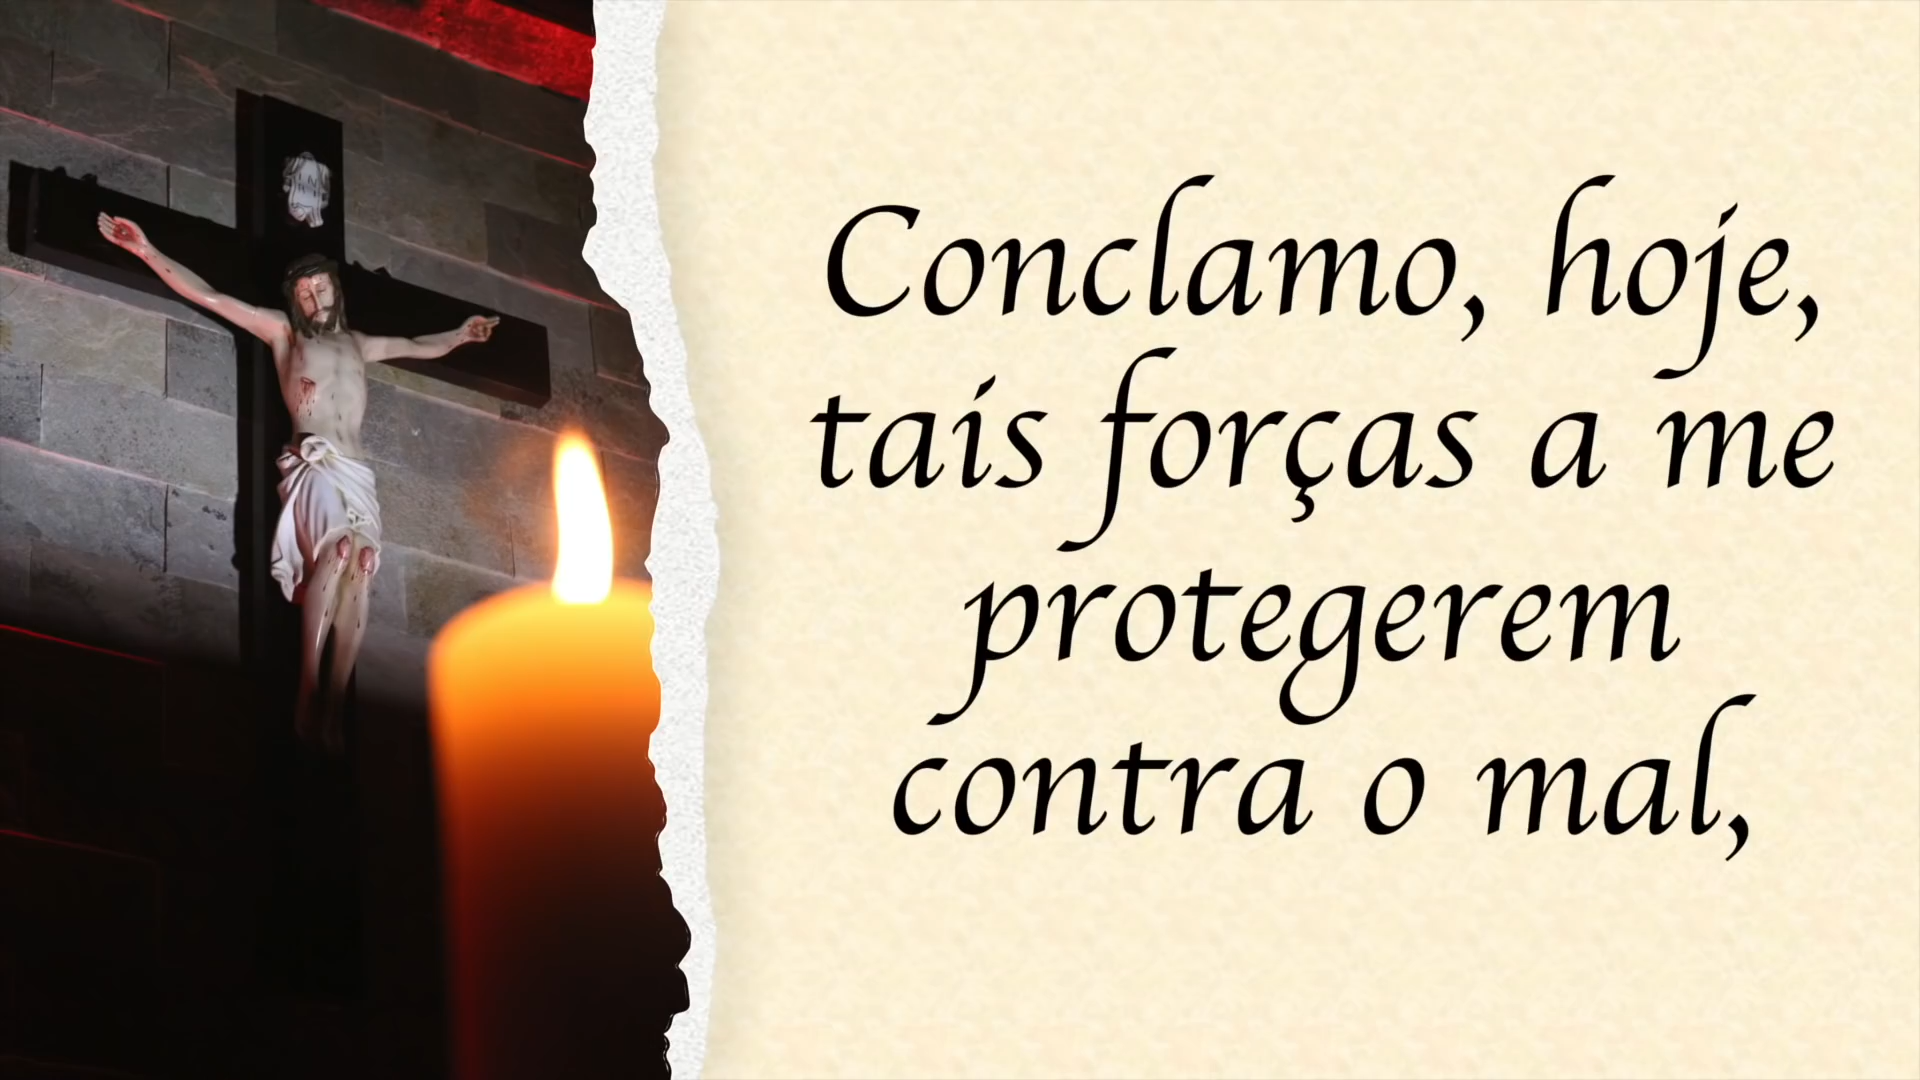 Conclamo, hoje,
tais forças a me
protegerem
contra o mal,